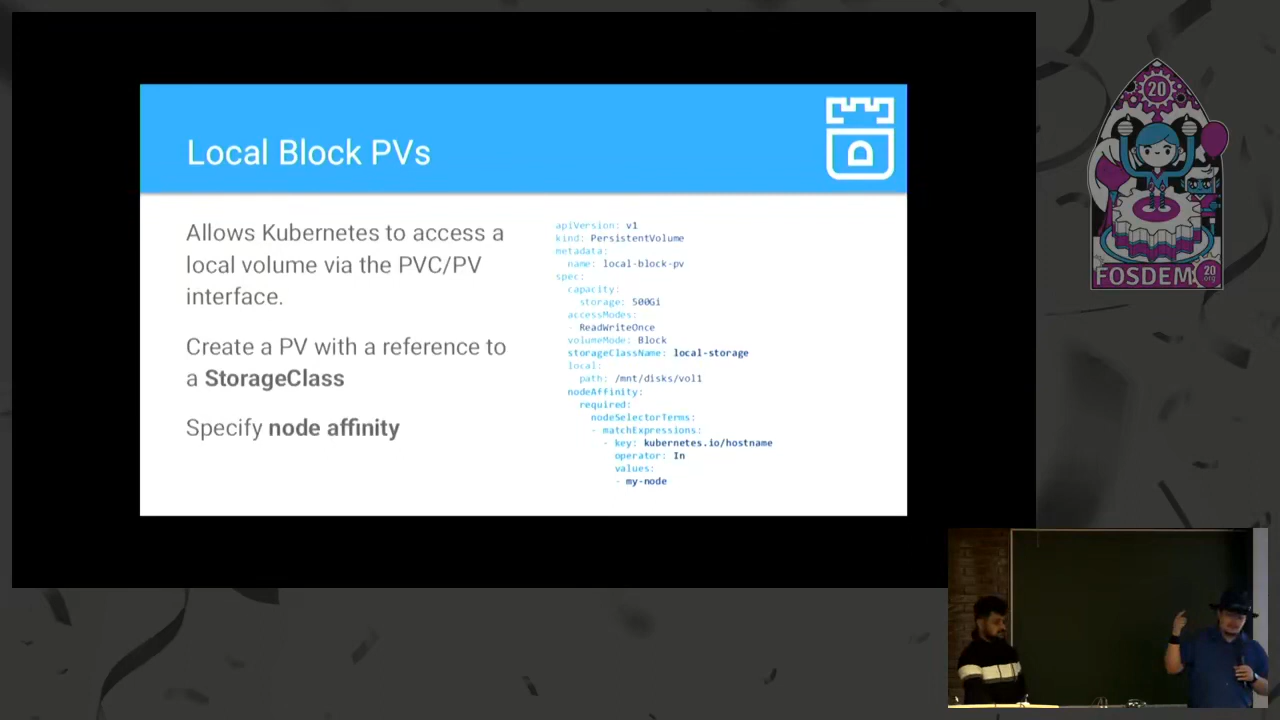 Local Block PVs
Allows Kubernetes to access a
local volume via the PVC/PV
interface.
Create a PV with a reference to
a StorageClass
Specify node affinity
apiVersion: v1
kind: PersistentVolume
metadata:
name: local-block-pv
spec:
capacity:
storage: 500Gi
accessModes:
- ReadWriteOnce
volumeMode: Block
storageClassName: local-storage
local:
path: /mnt/disks/vol1
nodeAffinity:
required:
nodeSelectorTerms:
- matchExpressions:
- key: kubernetes.io/hostname
operator: In
values:
- my-node
20
FOSDEM
20
.org